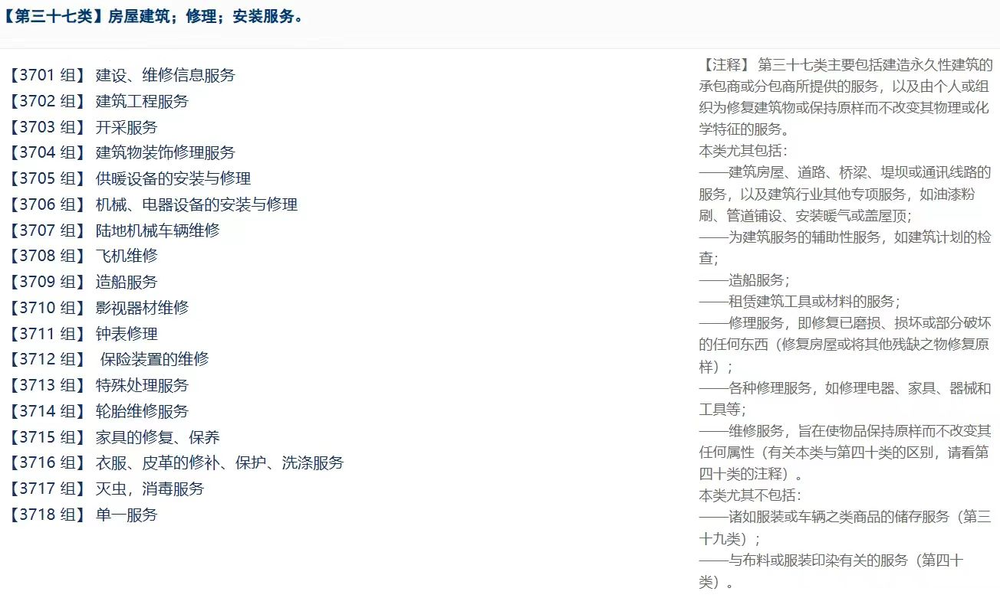 【第三十七类】房屋建筑；修理；安装服务。
【3701 组】 建设、维修信息服务
【3702 组】 建筑工程服务
【3703 组】 开采服务
【3704 组】 建筑物装饰修理服务
【3705 组】 供暖设备的安装与修理
【3706 组】 机械、电器设备的安装与修理
【3707 组】 陆地机械车辆维修
【3708 组】 飞机维修
【3709 组】 造船服务
【3710 组】 影视器材维修
【3711 组】 钟表修理
【3712 组】 保险装置的维修
【3713 组】 特殊处理服务
【3714 组】 轮胎维修服务
【3715 组】 家具的修复、保养
【3716 组】 衣服、皮革的修补、保护、洗涤服务
【3717 组】 灭虫，消毒服务
【3718 组】 单一服务
【注释】 第三十七类主要包括建造永久性建筑的
承包商或分包商所提供的服务，以及由个人或组
织为修复建筑物或保持原样而不改变其物理或化
学特征的服务。
本类尤其包括：
——建筑房屋、道路、桥梁、堤坝或通讯线路的
服务，以及建筑行业其他专项服务，如油漆粉
刷、管道铺设、安装暖气或盖屋顶；
——为建筑服务的辅助性服务，如建筑计划的检
查；
——造船服务；
——租赁建筑工具或材料的服务；
——修理服务，即修复已磨损、损坏或部分破坏
的任何东西（修复房屋或将其他残缺之物修复原
样）；
——各种修理服务，如修理电器、家具、器械和
工具等；
——维修服务，旨在使物品保持原样而不改变其
任何属性（有关本类与第四十类的区别，请看第
四十类的注释）。
本类尤其不包括：
——诸如服装或车辆之类商品的储存服务（第三
十九类）；
——与布料或服装印染有关的服务（第四十
类）。